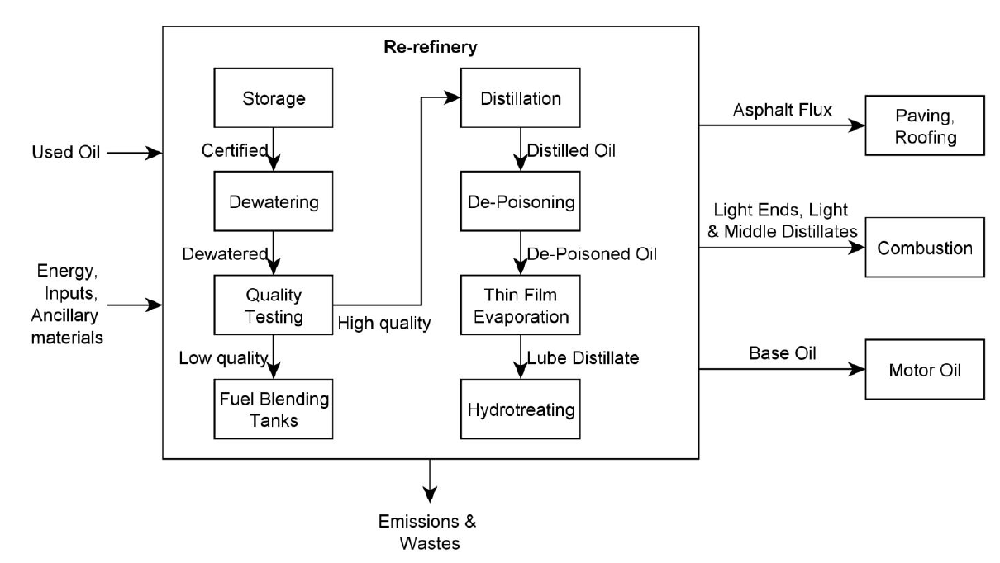 Re-refinery
Used Oil
Energy,
Inputs,
Ancillary
materials
Storage
Certified
Dewatering
Dewatered
Quality
Testing
High quality
Low quality
Fuel Blending
Tanks
Distillation
Distilled Oil
De-Poisoning
De-Poisoned Oil
Thin Film
Evaporation
Lube Distillate
Hydrotreating
Asphalt Flux
Paving,
Roofing
Light Ends, Light
& Middle Distillates
Combustion
Base Oil
Motor Oil
Emissions &
Wastes